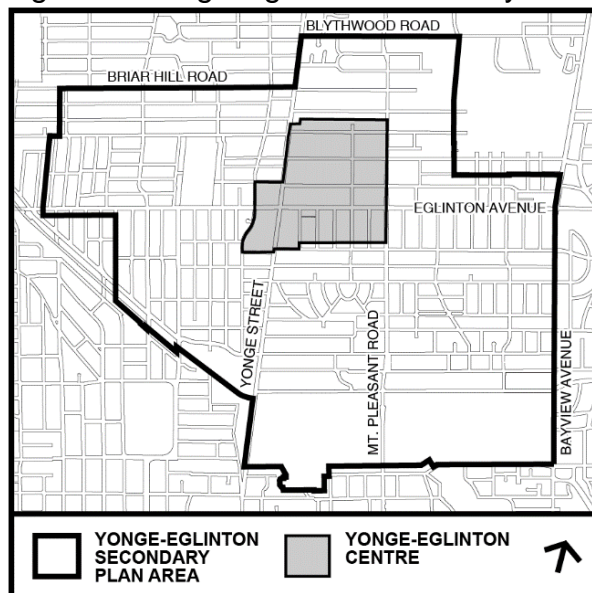 BLYTHWOOD ROAD
BRIAR HILL ROAD
EGLINTON AVENUE
YONGE STREET
MT. PLEASANT ROAD
BAYVIEW AVENUE
YONGE-EGLINTON
SECONDARY
PLAN AREA
YONGE-EGLINTON
CENTRE